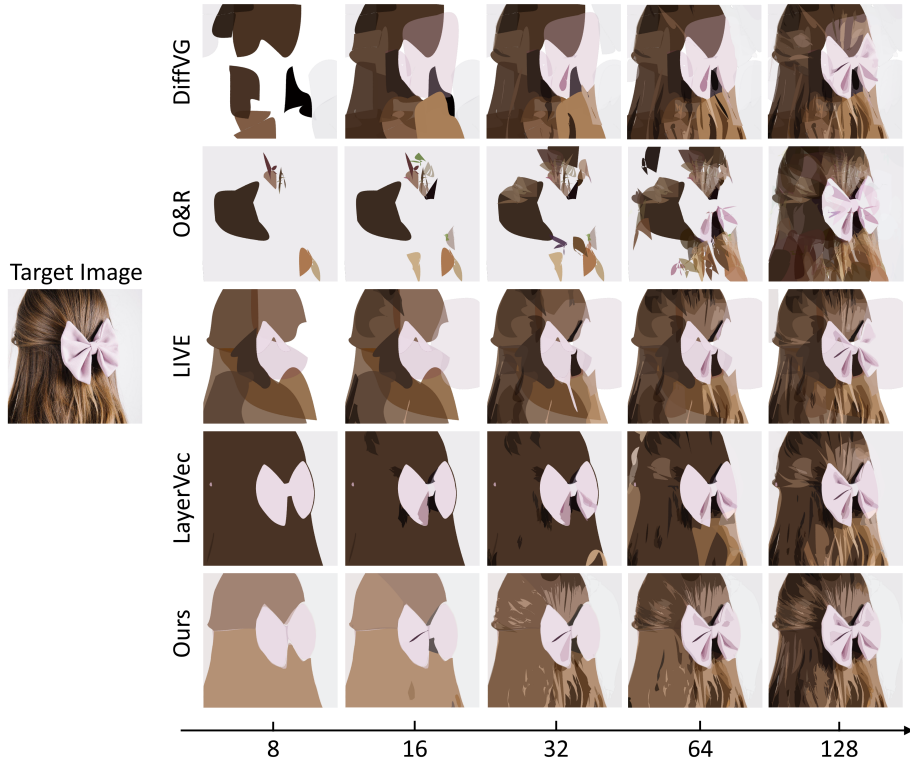 DiffVG
O&R
Target Image
LIVE
LayerVec
Ours
8
16
32
64
128